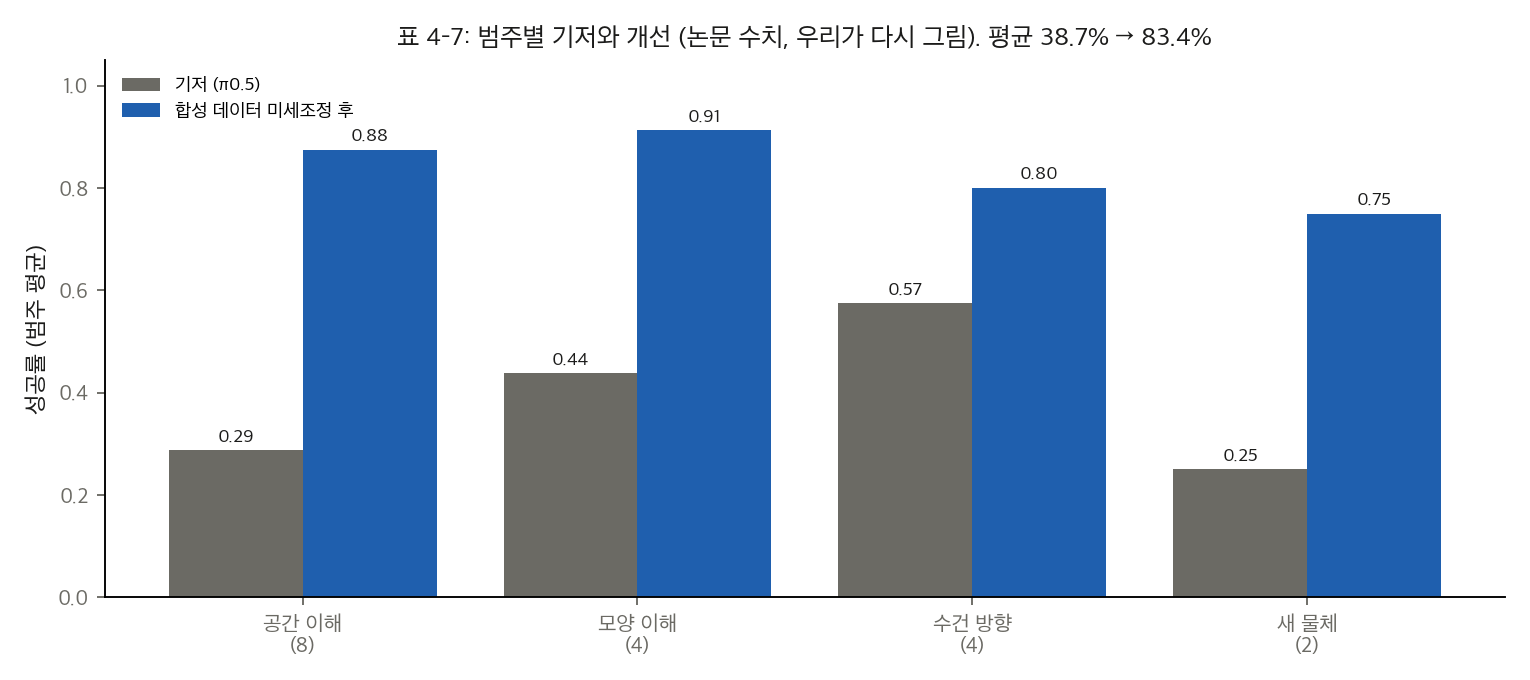 표 4-7: 범주별 기저와 개선 (논문 수치, 우리가 다시 그림). 평균 38.7% → 83.4%
기저 (π0.5)
합성 데이터 미세조정 후
성공률 (범주 평균)
1.0
0.8
0.6
0.4
0.2
0.0
0.29
0.88
0.44
0.91
0.57
0.80
0.25
0.75
공간 이해
(8)
모양 이해
(4)
수건 방향
(4)
새 물체
(2)